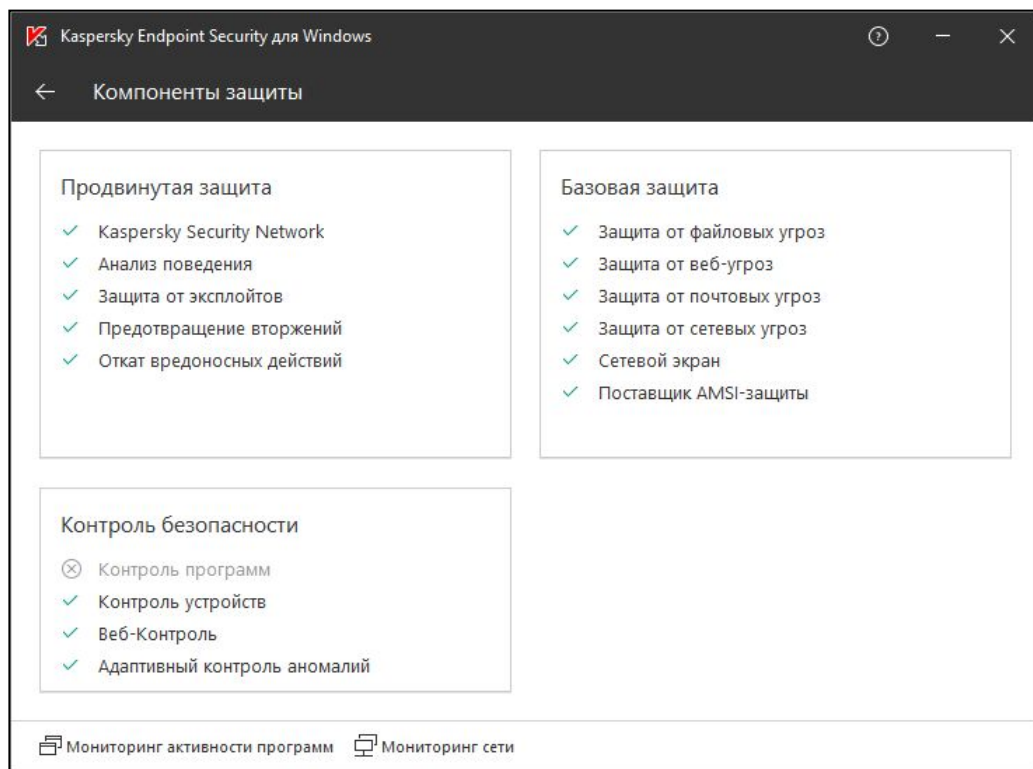 Kaspersky Endpoint Security для Windows
Компоненты защиты
Продвинутая защита
Kaspersky Security Network
Анализ поведения
Защита от эксплойтов
Предотвращение вторжений
Откат вредоносных действий
Базовая защита
Защита от файловых угроз
Защита от веб-угроз
Защита от почтовых угроз
Защита от сетевых угроз
Сетевой экран
Поставщик AMSI-защиты
Контроль безопасности
Контроль программ
Контроль устройств
Веб-Контроль
Адаптивный контроль аномалий
Мониторинг активности программ Мониторинг сети